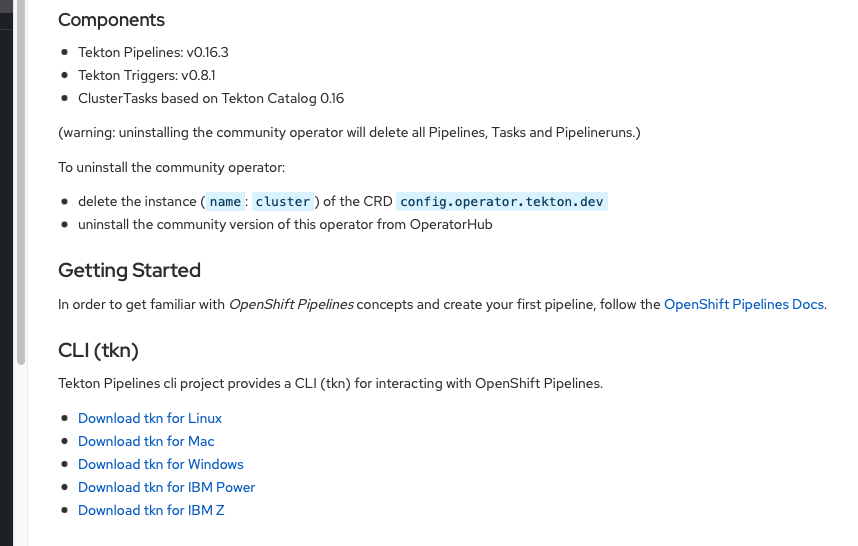 Components
Tekton Pipelines: v0.16.3
Tekton Triggers: v0.8.1
ClusterTasks based on Tekton Catalog 0.16
(warning: uninstalling the community operator will delete all Pipelines, Tasks and Pipelineruns.)
To uninstall the community operator:
delete the instance ( name : cluster ) of the CRD config.operator.tekton.dev
uninstall the community version of this operator from OperatorHub
Getting Started
In order to get familiar with OpenShift Pipelines concepts and create your first pipeline, follow the OpenShift Pipelines Docs.
CLI (tkn)
Tekton Pipelines cli project provides a CLI (tkn) for interacting with OpenShift Pipelines.
Download tkn for Linux
Download tkn for Mac
Download tkn for Windows
Download tkn for IBM Power
Download tkn for IBM Z